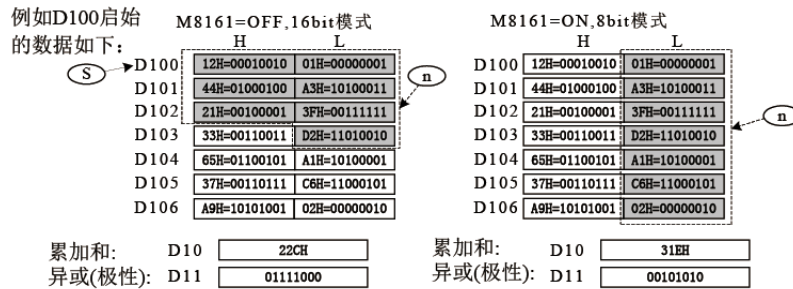 例如D100启始
的数据如下：
M8161=OFF,16bit模式
H L
S
D100 12H=00010010 01H=00000001
D101 44H=01000100 A3H=10100011
D102 21H=00100001 3FH=00111111
D103 33H=00110011 D2H=11010010
D104 65H=01100101 A1H=10100001
D105 37H=00110111 C6H=11000101
D106 A9H=10101001 02H=00000010
n
累加和: D10 22CH
异或(极性): D11 01111000
M8161=ON,8bit模式
H L
D100 12H=00010010 01H=00000001
D101 44H=01000100 A3H=10100011
D102 21H=00100001 3FH=00111111
D103 33H=00110011 D2H=11010010
D104 65H=01100101 A1H=10100001
D105 37H=00110111 C6H=11000101
D106 A9H=10101001 02H=00000010
n
累加和: D10 31EH
异或(极性): D11 00101010